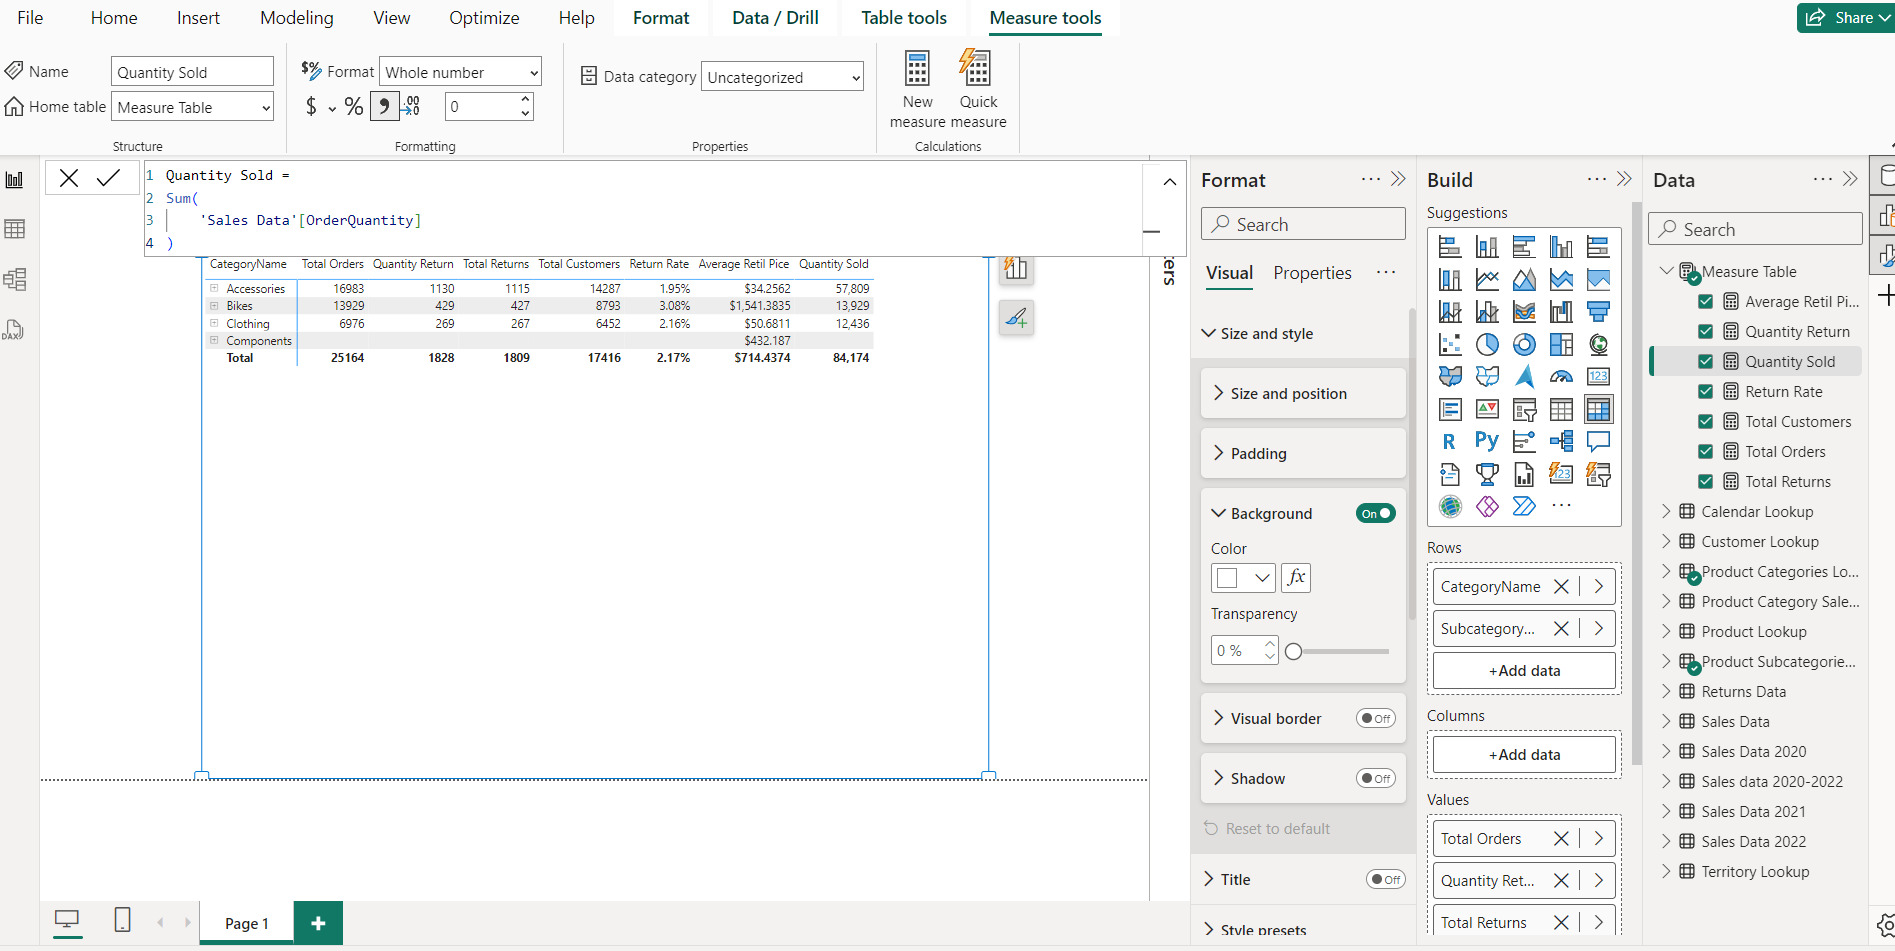 File Home Insert Modeling View Optimize Help Format Data / Drill Table tools Measure tools
Share
Name Quantity Sold
Home table Measure Table
Structure
$% Format Whole number
$ % , .00 0
Formatting
Data category Uncategorized
Properties
New measure
Quick measure
Calculations
1 Quantity Sold =
2 Sum(
3 'Sales Data'[OrderQuantity]
4 )
CategoryName Total Orders Quantity Return Total Returns Total Customers Return Rate Average Retil Pice Quantity Sold
Accessories 16983 1130 1115 14287 1.95% $34.2562 57,809
Bikes 13929 429 427 8793 3.08% $1,541.3835 13,929
Clothing 6976 269 267 6452 2.16% $50.6811 12,436
Components $432.187
Total 25164 1828 1809 17416 2.17% $714.4374 84,174
DAX
ers
Page 1
Format
Search
Visual Properties
Size and style
Size and position
Padding
Background On
Color
fx
Transparency
0 %
Visual border Off
Shadow Off
Reset to default
Title Off
Style presets
Build
Suggestions
123
R Py
123
Rows
CategoryName
Subcategory...
+Add data
Columns
+Add data
Values
Total Orders
Quantity Ret...
Total Returns
Data
Search
Measure Table
Average Retil Pi...
Quantity Return
Quantity Sold
Return Rate
Total Customers
Total Orders
Total Returns
Calendar Lookup
Customer Lookup
Product Categories Lo...
Product Category Sale...
Product Lookup
Product Subcategorie...
Returns Data
Sales Data
Sales Data 2020
Sales data 2020-2022
Sales Data 2021
Sales Data 2022
Territory Lookup